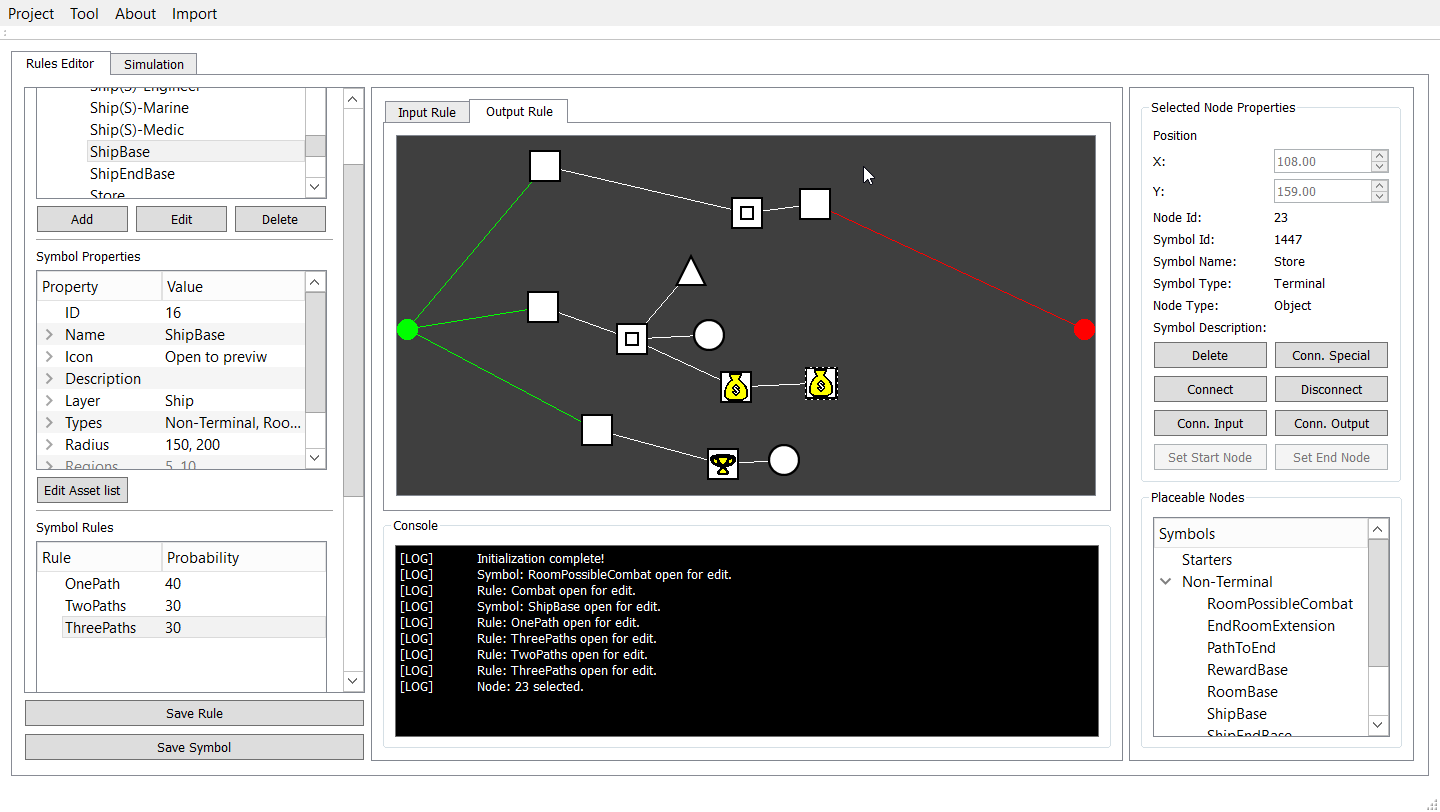 Project Tool About Import
Rules Editor Simulation
Ship(S)-Engineer
Ship(S)-Marine
Ship(S)-Medic
ShipBase
ShipEndBase
Store
Add Edit Delete
Symbol Properties
Property Value
ID 16
Name ShipBase
Icon Open to previw
Description
Layer Ship
Types Non-Terminal, Roo...
Radius 150, 200
Regions 5, 10
Edit Asset list
Symbol Rules
Rule Probability
OnePath 40
TwoPaths 30
ThreePaths 30
Save Rule
Save Symbol
Input Rule Output Rule
Console
[LOG] Initialization complete!
[LOG] Symbol: RoomPossibleCombat open for edit.
[LOG] Rule: Combat open for edit.
[LOG] Symbol: ShipBase open for edit.
[LOG] Rule: OnePath open for edit.
[LOG] Rule: ThreePaths open for edit.
[LOG] Rule: TwoPaths open for edit.
[LOG] Rule: ThreePaths open for edit.
[LOG] Node: 23 selected.
Selected Node Properties
Position
X: 108.00
Y: 159.00
Node Id: 23
Symbol Id: 1447
Symbol Name: Store
Symbol Type: Terminal
Node Type: Object
Symbol Description:
Delete Conn. Special
Connect Disconnect
Conn. Input Conn. Output
Set Start Node Set End Node
Placeable Nodes
Symbols
Starters
Non-Terminal
RoomPossibleCombat
EndRoomExtension
PathToEnd
RewardBase
RoomBase
ShipBase
ShipEndBase